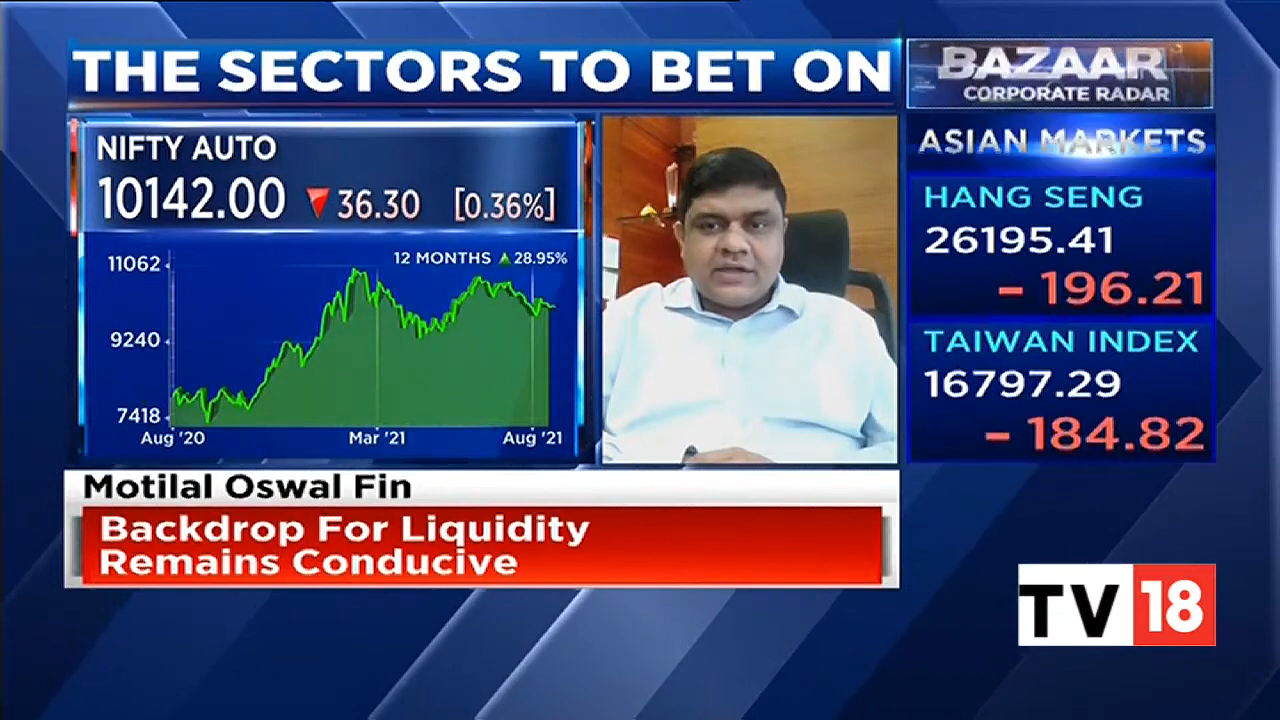 THE SECTORS TO BET ON
NIFTY AUTO
10142.00 ▼ 36.30 [0.36%]
12 MONTHS ▲ 28.95%
11062
9240
7418
Aug '20 Mar '21 Aug '21
Motilal Oswal Fin
Backdrop For Liquidity
Remains Conducive
BAZAAR
CORPORATE RADAR
ASIAN MARKETS
HANG SENG
26195.41
- 196.21
TAIWAN INDEX
16797.29
- 184.82
TV 18